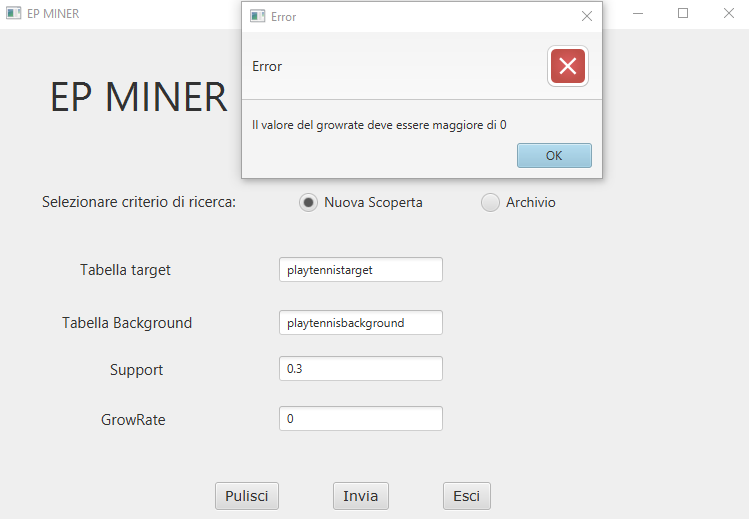 EP MINER
Error
Error
Il valore del growrate deve essere maggiore di 0
OK
EP MINER
Selezionare criterio di ricerca: Nuova Scoperta Archivio
Tabella target playtennistarget
Tabella Background playtennisbackground
Support 0.3
GrowRate 0
Pulisci Invia Esci